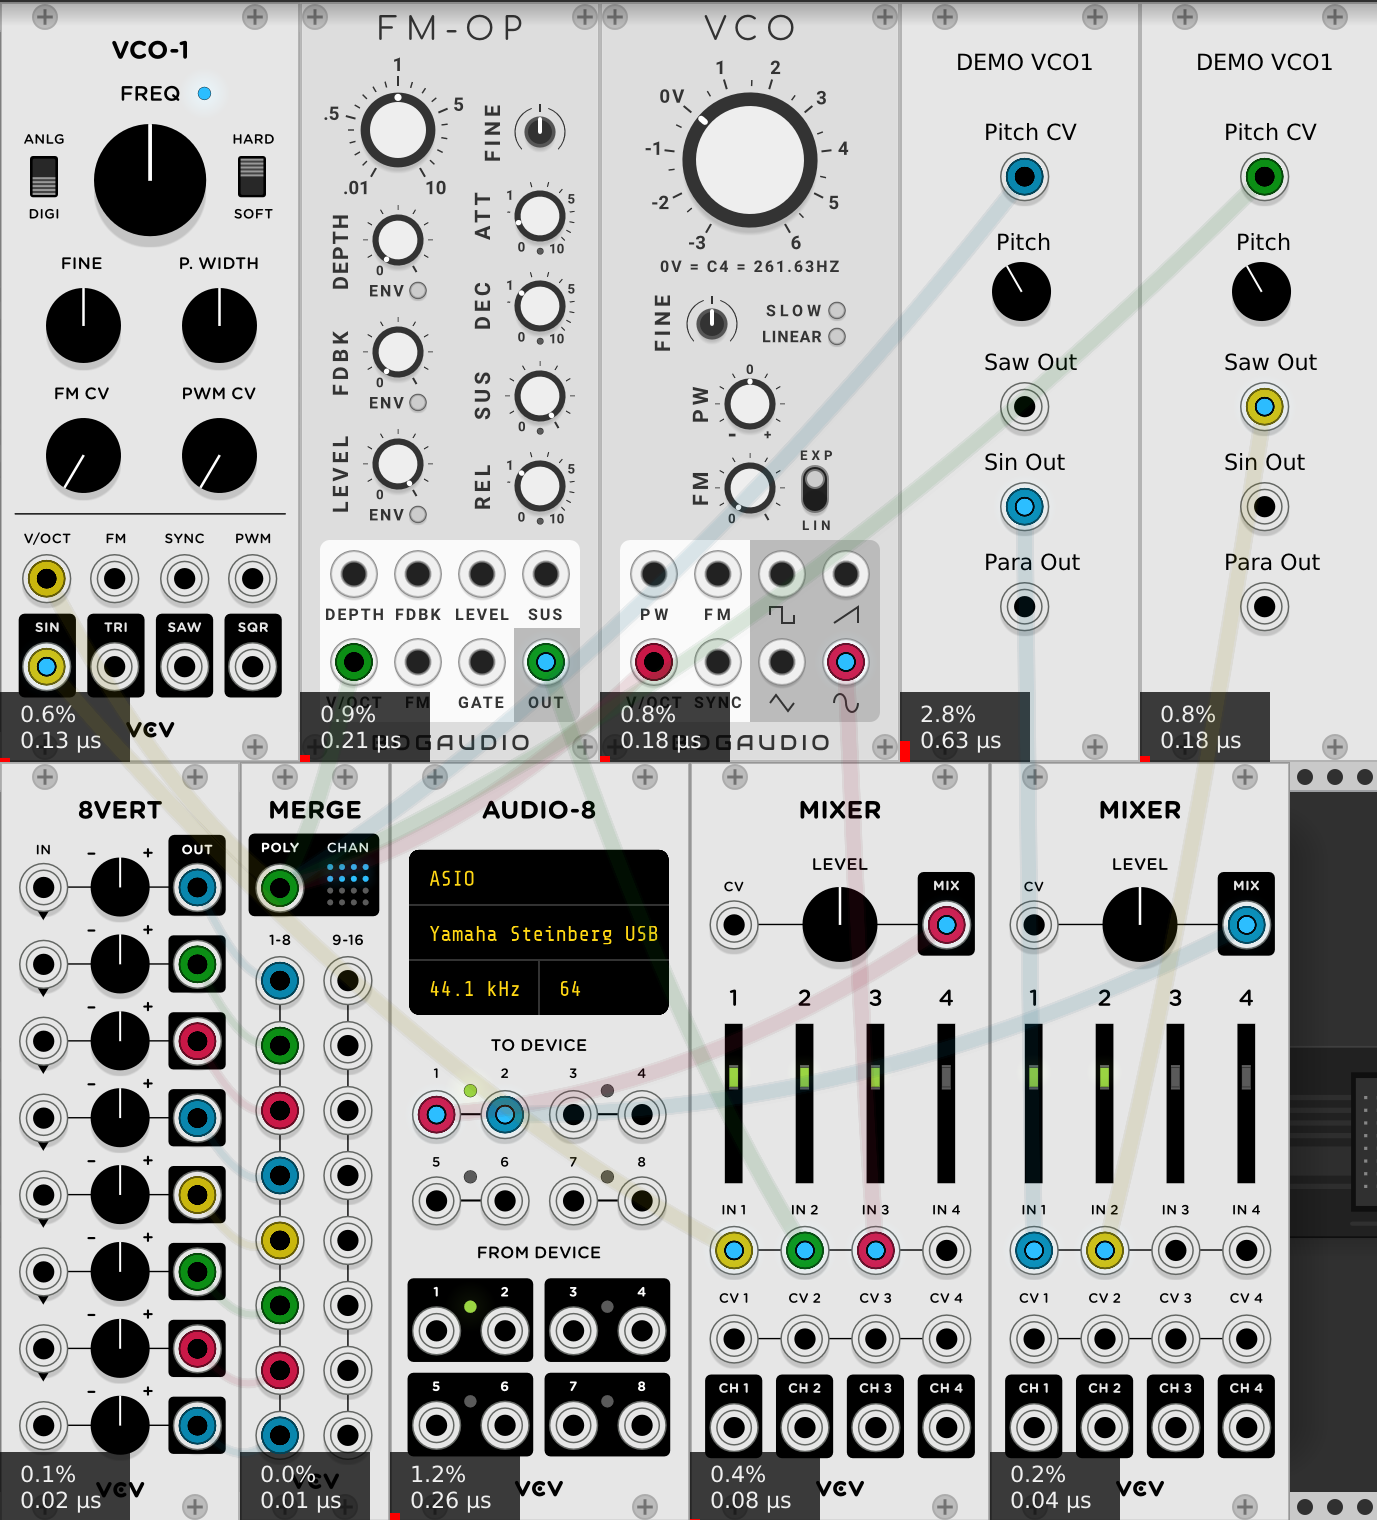 VCO-1
FREQ
ANLG
HARD
DIGI
SOFT
FINE
P. WIDTH
FM CV
PWM CV
V/OCT
FM
SYNC
PWM
SIN
TRI
SAW
SQR
0.6%
0.13 µs
VCV
FM-OP
1
.5
5
.01
10
FINE
DEPTH
0
ENV
ATT
1
5
0
10
FDBK
0
ENV
DEC
1
5
0
10
LEVEL
0
ENV
SUS
0
REL
1
5
0
10
DEPTH
FDBK
LEVEL
SUS
V/OCT
FM
GATE
OUT
0.9%
0.21 µs
VCO
0V
1
2
3
4
5
6
-1
-2
-3
0V = C4 = 261.63HZ
FINE
SLOW
LINEAR
PW
0
-
+
FM
0
EXP
LIN
PW
FM
V/OCT
SYNC
0.8%
0.18 µs
DEMO VCO1
Pitch CV
Pitch
Saw Out
Sin Out
Para Out
2.8%
0.63 µs
DEMO VCO1
Pitch CV
Pitch
Saw Out
Sin Out
Para Out
0.8%
0.18 µs
8VERT
IN
- +
OUT
- +
- +
- +
- +
- +
- +
- +
0.1%
0.02 µs
VCV
MERGE
POLY
CHAN
1-8
9-16
0.0%
0.01 µs
VCV
AUDIO-8
ASIO
Yamaha Steinberg USB
44.1 kHz
64
TO DEVICE
1
2
3
4
5
6
7
8
FROM DEVICE
1
2
3
4
5
6
7
8
1.2%
0.26 µs
VCV
MIXER
LEVEL
CV
MIX
1
2
3
4
IN 1
IN 2
IN 3
IN 4
CV 1
CV 2
CV 3
CV 4
CH 1
CH 2
CH 3
CH 4
0.4%
0.08 µs
VCV
MIXER
LEVEL
CV
MIX
1
2
3
4
IN 1
IN 2
IN 3
IN 4
CV 1
CV 2
CV 3
CV 4
CH 1
CH 2
CH 3
CH 4
0.2%
0.04 µs
VCV